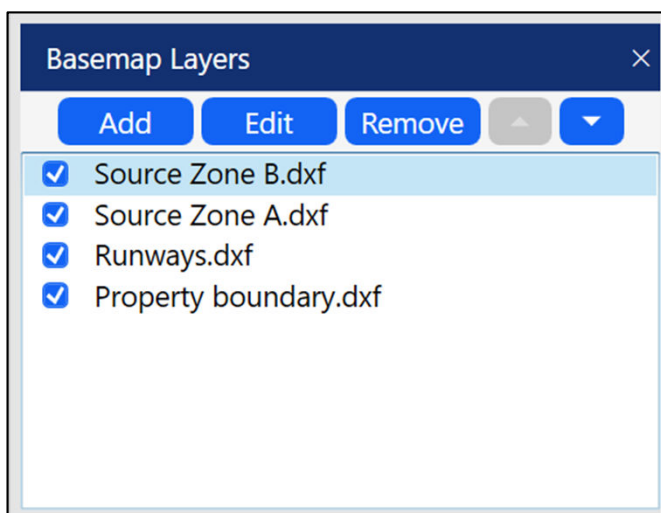 Basemap Layers
Add Edit Remove
Source Zone B.dxf
Source Zone A.dxf
Runways.dxf
Property boundary.dxf